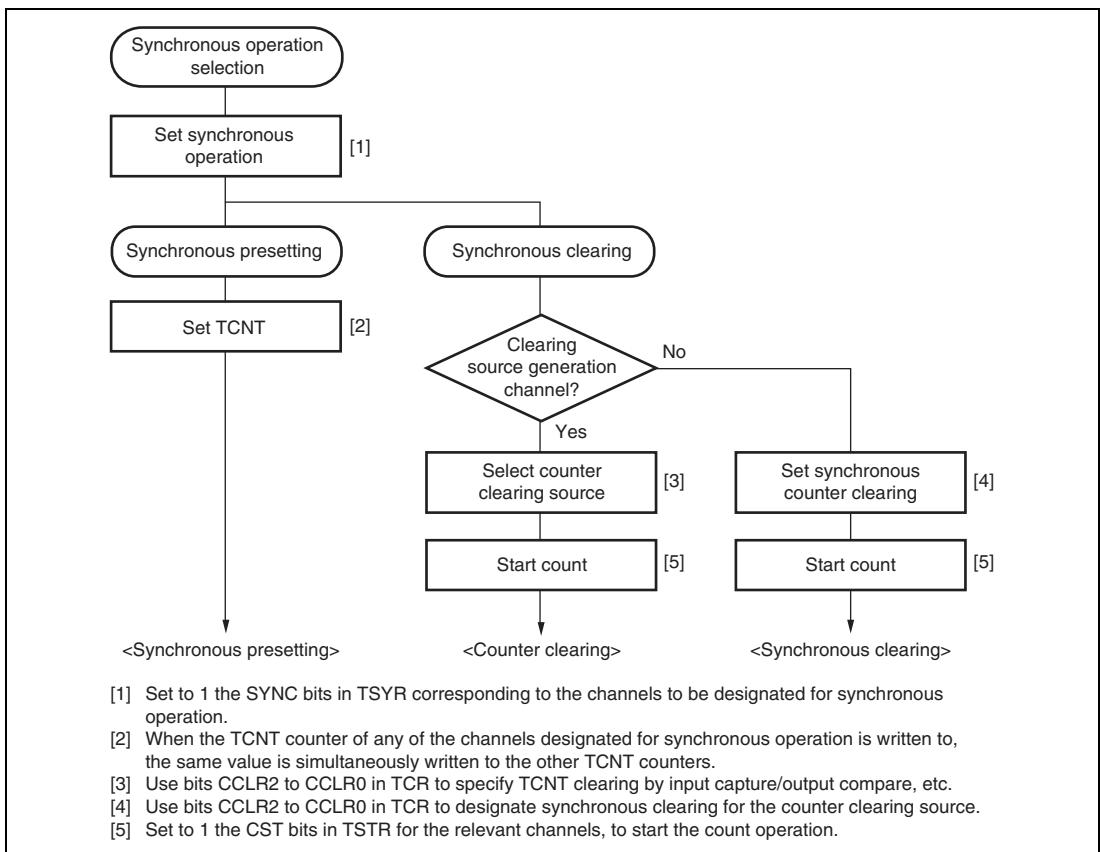 Synchronous operation
selection
Set synchronous
operation
[1]
Synchronous presetting
Synchronous clearing
Set TCNT
[2]
Clearing
source generation
channel?
No
Yes
Select counter
clearing source
[3]
Set synchronous
counter clearing
[4]
Start count
[5]
Start count
[5]
<Synchronous presetting>
<Counter clearing>
<Synchronous clearing>
[1] Set to 1 the SYNC bits in TSYR corresponding to the channels to be designated for synchronous
operation.
[2] When the TCNT counter of any of the channels designated for synchronous operation is written to,
the same value is simultaneously written to the other TCNT counters.
[3] Use bits CCLR2 to CCLR0 in TCR to specify TCNT clearing by input capture/output compare, etc.
[4] Use bits CCLR2 to CCLR0 in TCR to designate synchronous clearing for the counter clearing source.
[5] Set to 1 the CST bits in TSTR for the relevant channels, to start the count operation.